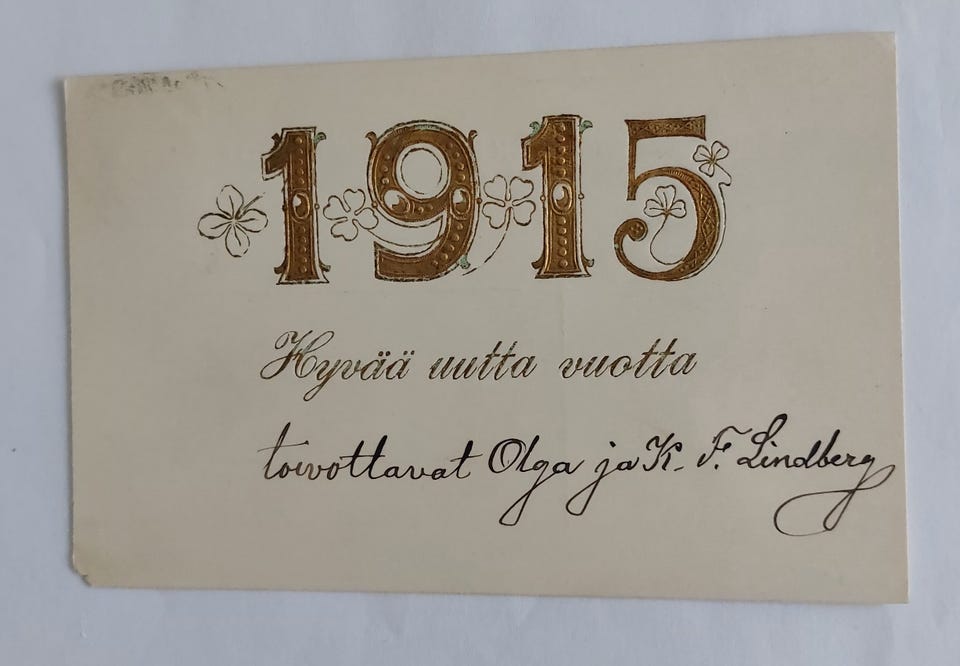 1915
Hyvää uutta vuotta
toivottavat Olga ja K. F. Lindberg